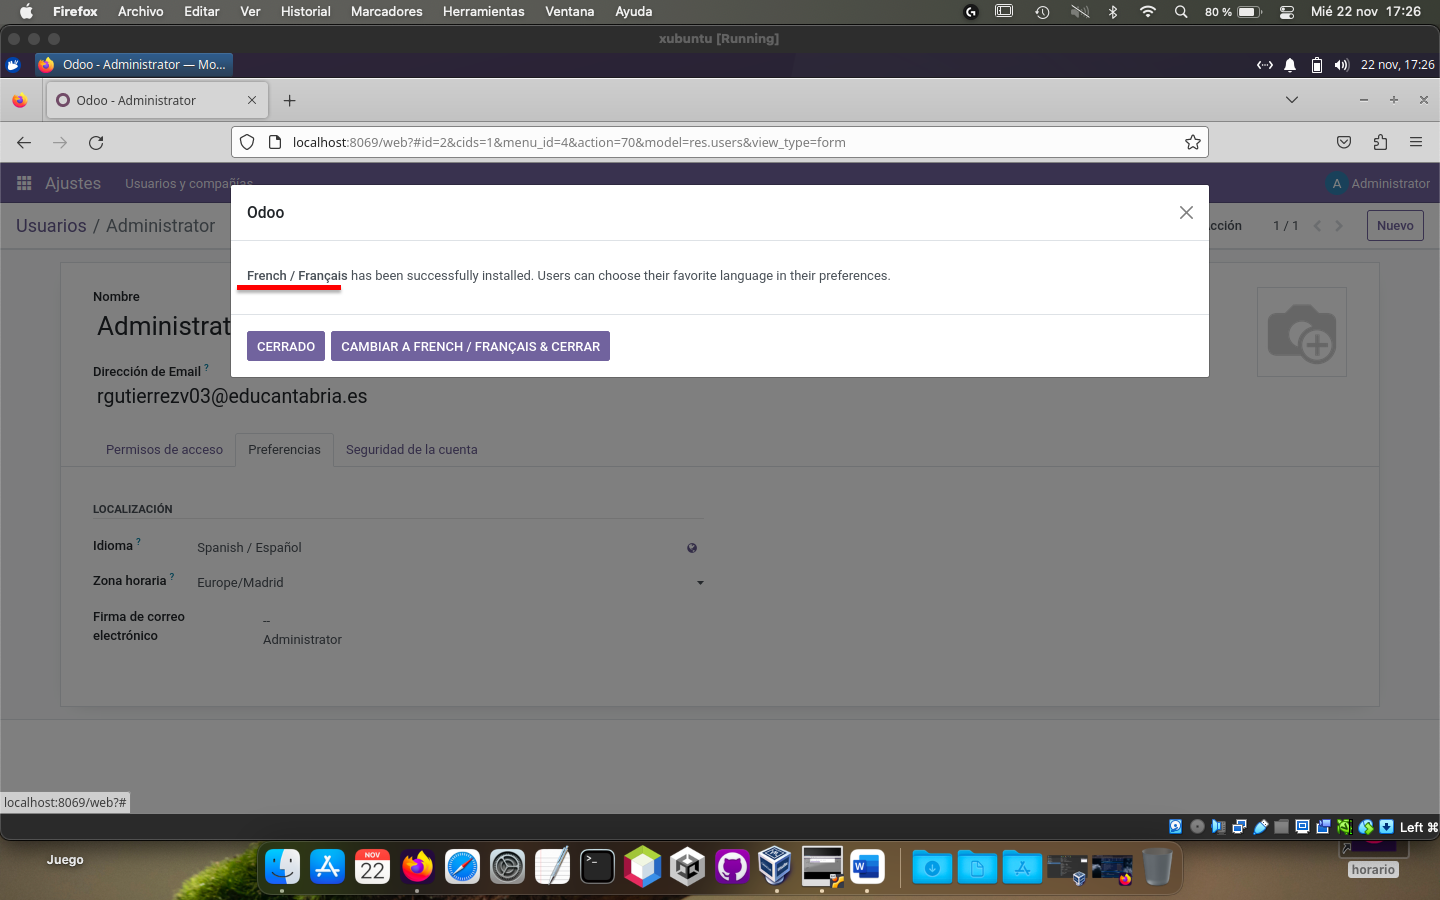 Firefox Archivo Editar Ver Historial Marcadores Herramientas Ventana Ayuda 80 % Mié 22 nov 17:26
xubuntu [Running]
Odoo - Administrator — Mo... 22 nov, 17:26
Odoo - Administrator
localhost:8069/web?#id=2&cids=1&menu_id=4&action=70&model=res.users&view_type=form
Ajustes Usuarios y compañías A Administrator
Usuarios / Administrator cción 1 / 1 Nuevo
Odoo
French / Français has been successfully installed. Users can choose their favorite language in their preferences.
CERRADO CAMBIAR A FRENCH / FRANÇAIS & CERRAR
Nombre
Administrat
Dirección de Email ?
rgutierrezv03@educantabria.es
Permisos de acceso Preferencias Seguridad de la cuenta
LOCALIZACIÓN
Idioma ? Spanish / Español
Zona horaria ? Europe/Madrid
Firma de correo electrónico
--
Administrator
localhost:8069/web?#
Left ⌘
Juego
NOV
22
W
horario